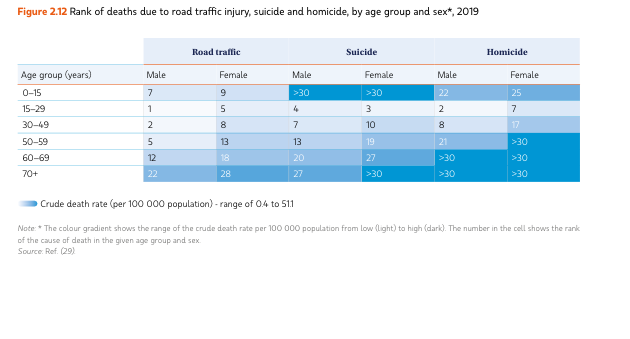 Figure 2.12 Rank of deaths due to road traffic injury, suicide and homicide, by age group and sex*, 2019
Road traffic Suicide Homicide
Age group (years) Male Female Male Female Male Female
0–15 7 9 >30 >30 22 25
15–29 1 5 4 3 2 7
30–49 2 8 7 10 8 17
50–59 5 13 13 19 21 >30
60–69 12 18 20 27 >30 >30
70+ 22 28 27 >30 >30 >30
Crude death rate (per 100 000 population) - range of 0.4 to 51.1
Note: * The colour gradient shows the range of the crude death rate per 100 000 population from low (light) to high (dark). The number in the cell shows the rank
of the cause of death in the given age group and sex.
Source: Ref. (29).